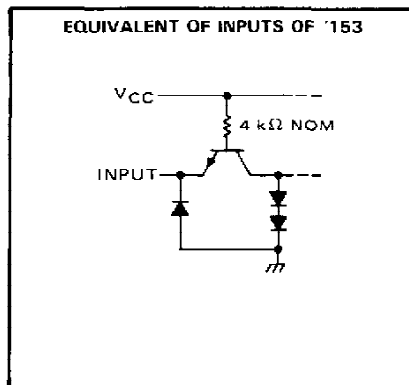 EQUIVALENT OF INPUTS OF '153
VCC
4 kΩ NOM
INPUT